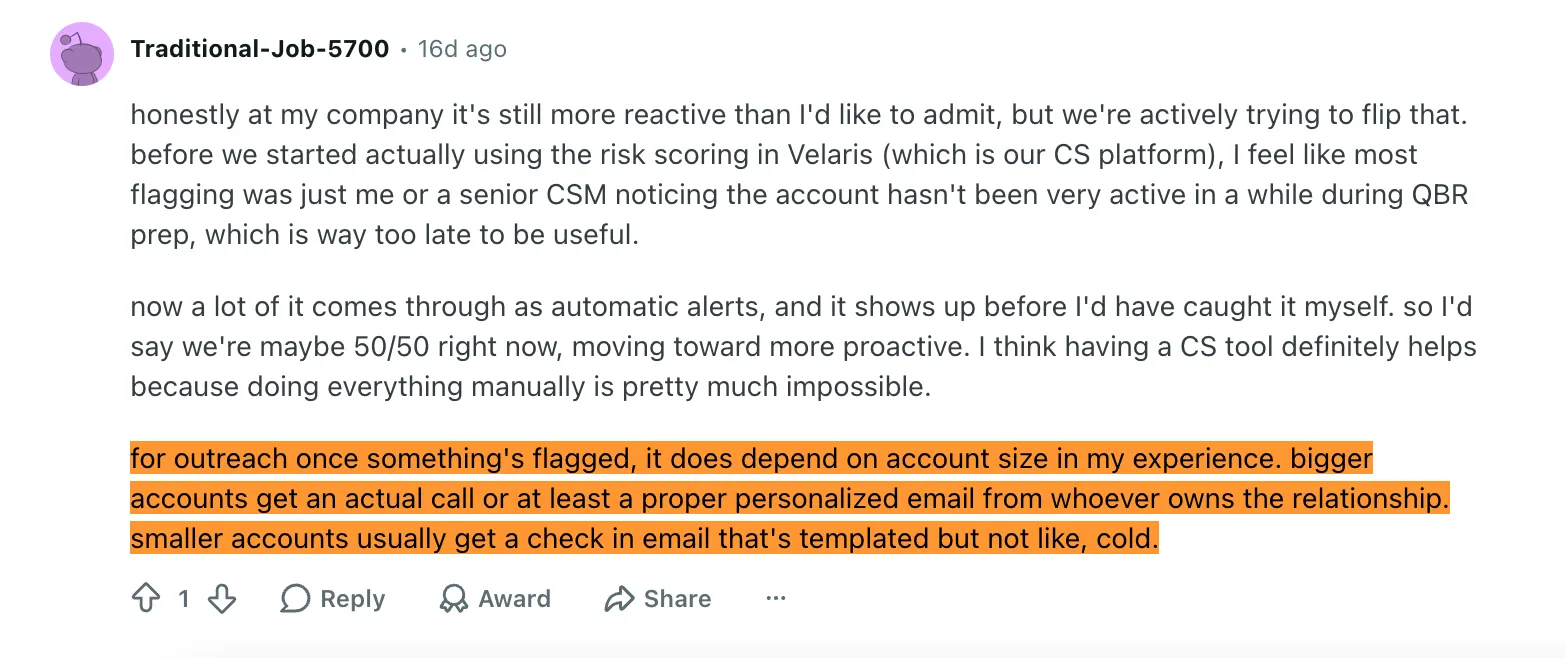 Traditional-Job-5700 • 16d ago
honestly at my company it's still more reactive than I'd like to admit, but we're actively trying to flip that.
before we started actually using the risk scoring in Velaris (which is our CS platform), I feel like most
flagging was just me or a senior CSM noticing the account hasn't been very active in a while during QBR
prep, which is way too late to be useful.
now a lot of it comes through as automatic alerts, and it shows up before I'd have caught it myself. so I'd
say we're maybe 50/50 right now, moving toward more proactive. I think having a CS tool definitely helps
because doing everything manually is pretty much impossible.
for outreach once something's flagged, it does depend on account size in my experience. bigger
accounts get an actual call or at least a proper personalized email from whoever owns the relationship.
smaller accounts usually get a check in email that's templated but not like, cold.
1 Reply Award Share ...